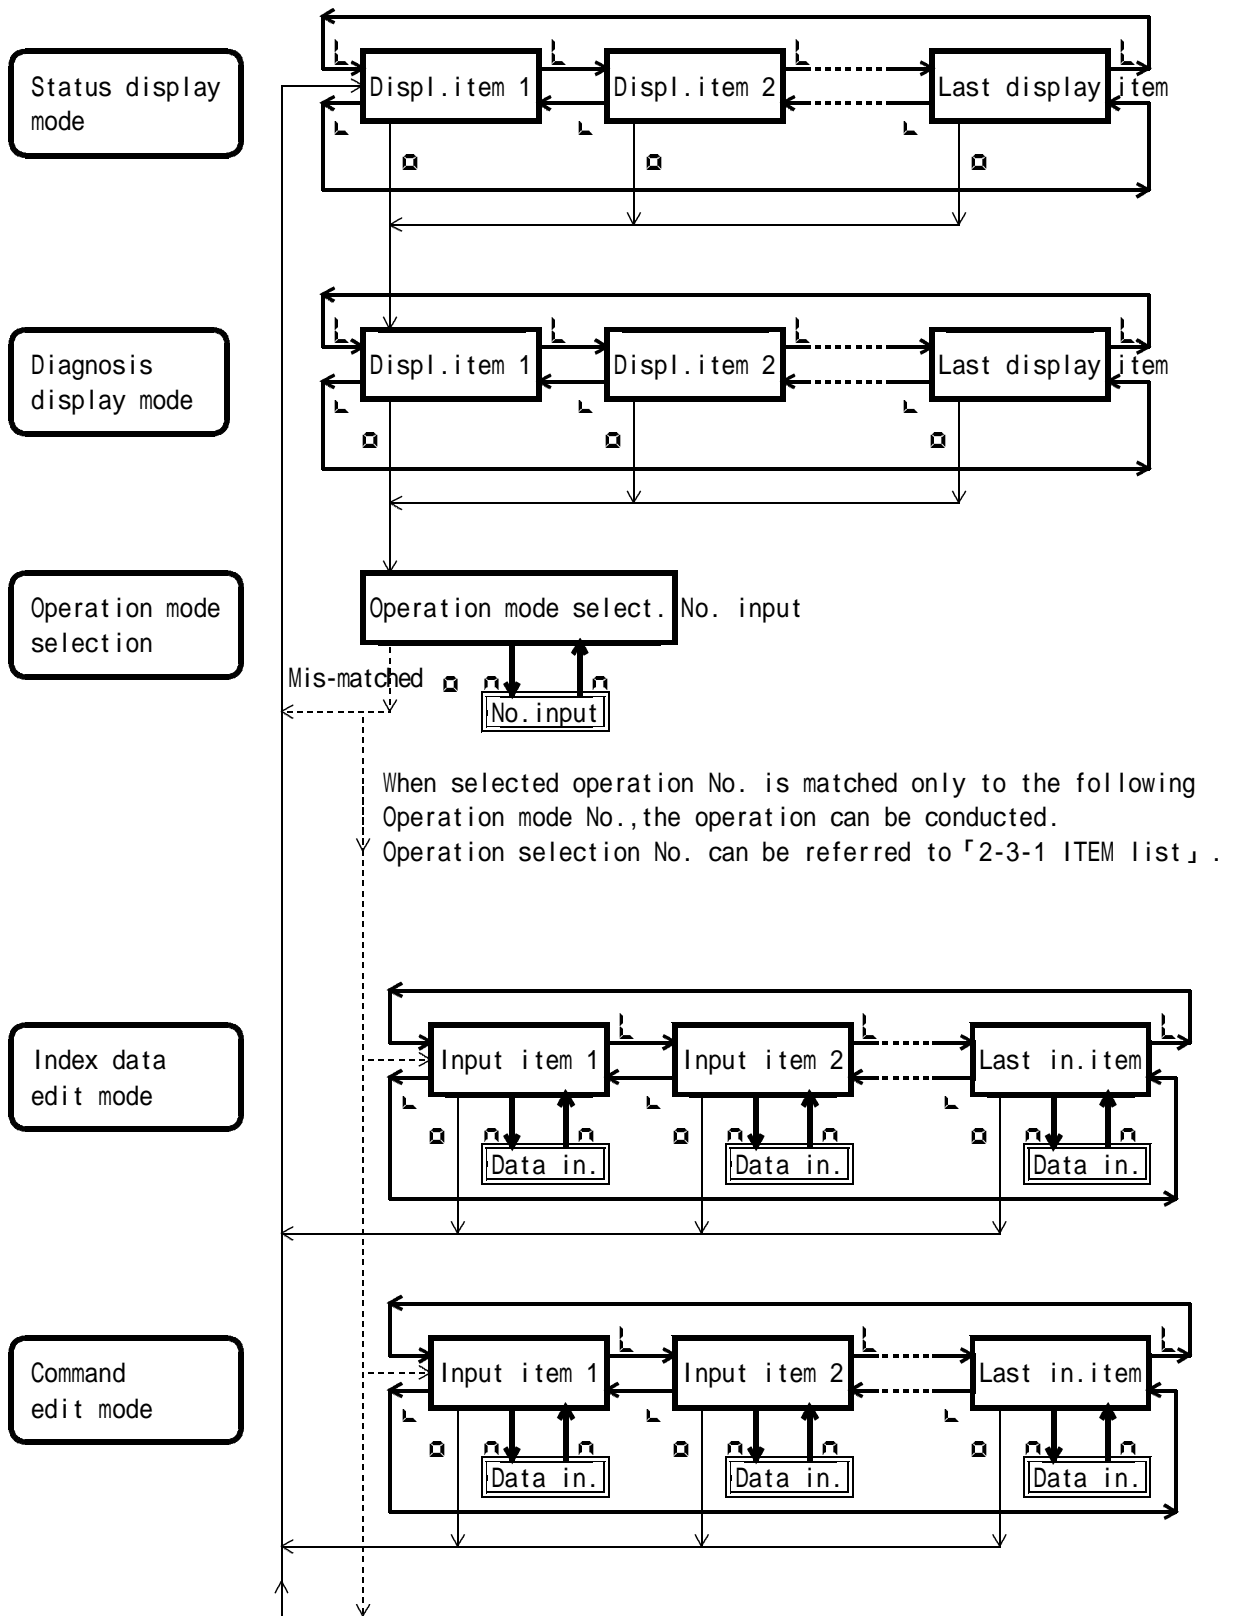 Status display
mode
L L L L
Displ.item 1 Displ.item 2 Last display item
L L L
o o o
Diagnosis
display mode
L L L L
Displ.item 1 Displ.item 2 Last display item
L L L
o o o
Operation mode
selection
Operation mode select. No. input
Mis-matched o n n
No.input
When selected operation No. is matched only to the following
Operation mode No.,the operation can be conducted.
Operation selection No. can be referred to「2-3-1 ITEM list」.
Index data
edit mode
L L L
Input item 1 Input item 2 Last in.item
L L L
o n n o n n o n n
Data in. Data in. Data in.
Command
edit mode
L L L
Input item 1 Input item 2 Last in.item
L L L
o n n o n n o n n
Data in. Data in. Data in.